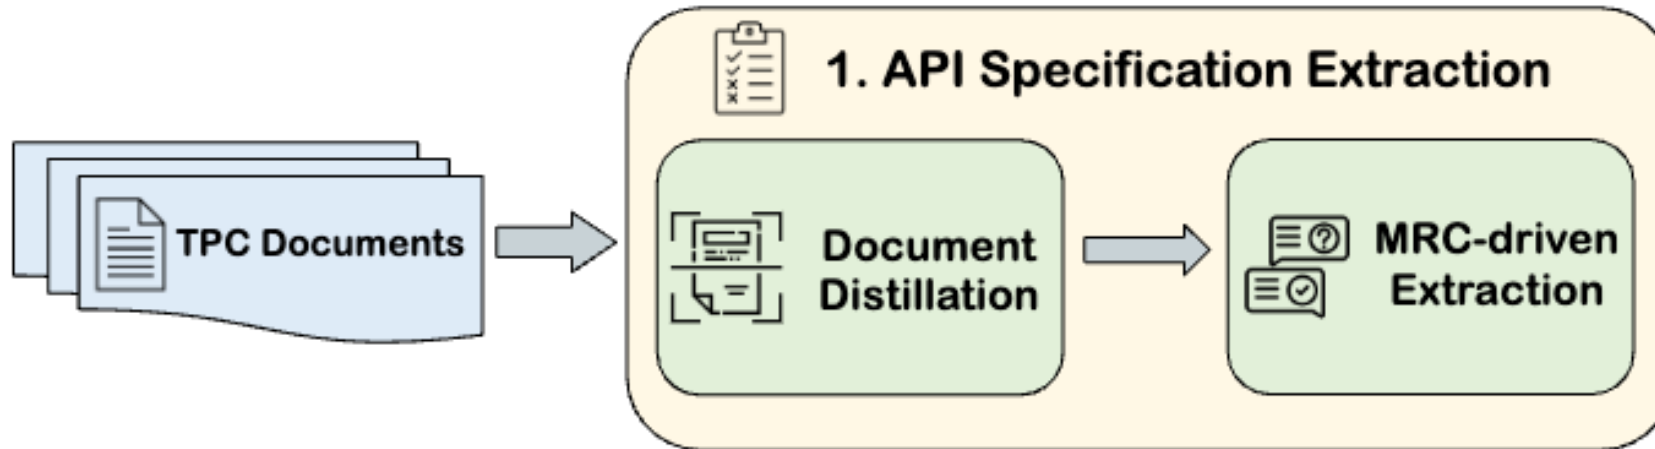 1. API Specification Extraction
TPC Documents
Document
Distillation
MRC-driven
Extraction